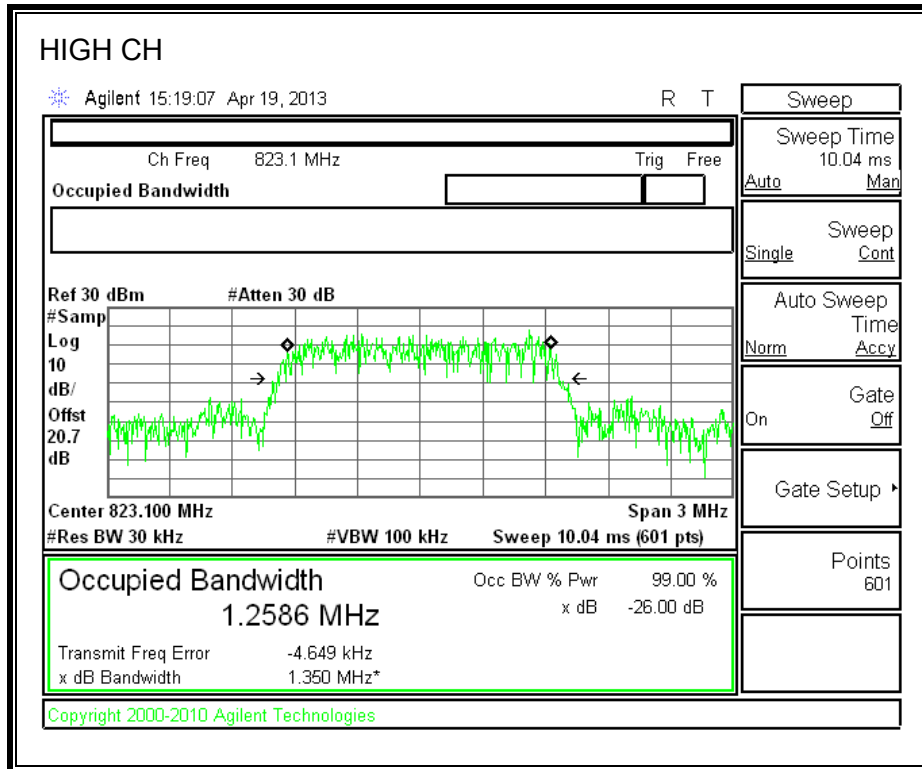 HIGH CH
Agilent 15:19:07 Apr 19, 2013 R T
Sweep
Ch Freq 823.1 MHz Trig Free
Occupied Bandwidth
Sweep Time
10.04 ms
Auto Man
Sweep
Single Cont
Ref 30 dBm #Atten 30 dB
#Samp
Log
10
dB/
Offst
20.7
dB
Auto Sweep
Time
Norm Accy
Gate
On Off
Gate Setup
Center 823.100 MHz Span 3 MHz
#Res BW 30 kHz #VBW 100 kHz Sweep 10.04 ms (601 pts)
Points
601
Occupied Bandwidth Occ BW % Pwr 99.00 %
1.2586 MHz x dB -26.00 dB
Transmit Freq Error -4.649 kHz
x dB Bandwidth 1.350 MHz*
Copyright 2000-2010 Agilent Technologies